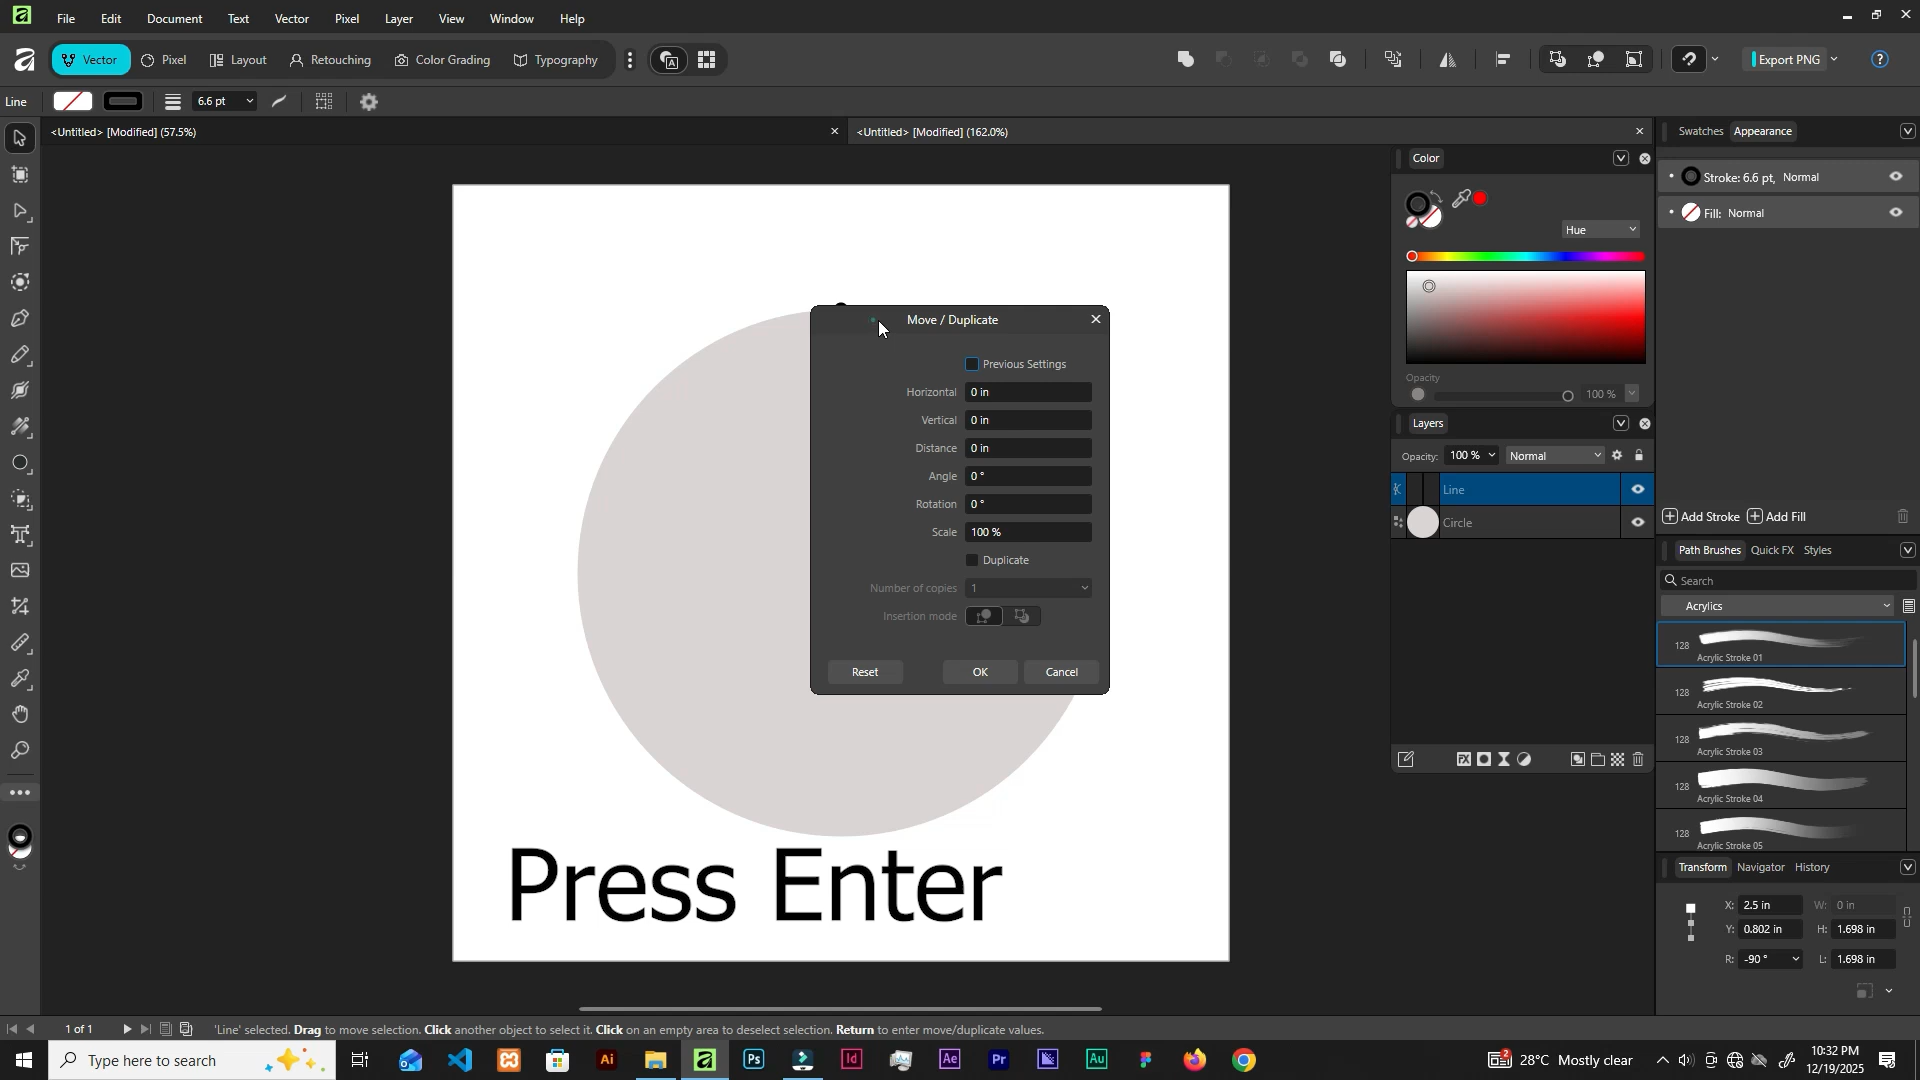 File Edit Document Text Vector Pixel Layer View Window Help
Vector Pixel Layout Retouching Color Grading Typography Export PNG
Line 6.6 pt
<Untitled> [Modified] (57.5%) <Untitled> [Modified] (162.0%)
Swatches Appearance
Color
Stroke: 6.6 pt, Normal
Fill: Normal
Hue
Opacity
100 %
Move / Duplicate
Previous Settings
Horizontal 0 in
Vertical 0 in
Distance 0 in
Angle 0 °
Rotation 0 °
Scale 100 %
Duplicate
Number of copies 1
Insertion mode
Reset OK Cancel
Layers
Opacity: 100 % Normal
Line
Circle
Add Stroke Add Fill
Path Brushes Quick FX Styles
Search
Acrylics
128 Acrylic Stroke 01
128 Acrylic Stroke 02
128 Acrylic Stroke 03
128 Acrylic Stroke 04
128 Acrylic Stroke 05
Transform Navigator History
X: 2.5 in W: 0 in
Y: 0.802 in H: 1.698 in
R: -90 ° L: 1.698 in
Press Enter
1 of 1 'Line' selected. Drag to move selection. Click another object to select it. Click on an empty area to deselect selection. Return to enter move/duplicate values.
Type here to search Ai Ps Id Ae Pr Au 2 28°C Mostly clear 10:32 PM
12/19/2025